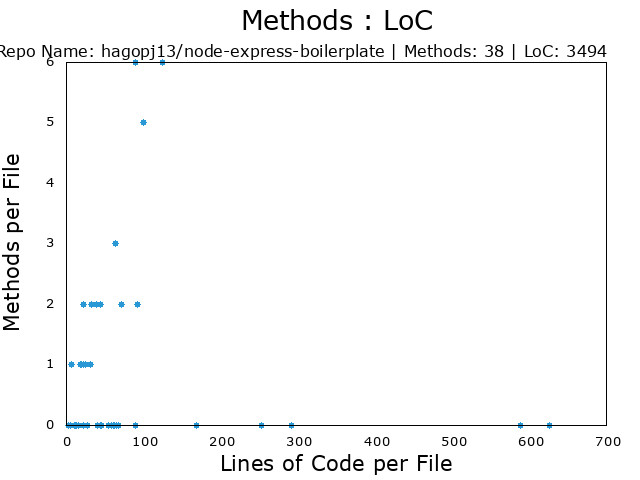 Methods : LoC
Repo Name: hagopj13/node-express-boilerplate | Methods: 38 | LoC: 3494
6
5
4
3
2
1
0
0 100 200 300 400 500 600 700
Methods per File
Lines of Code per File